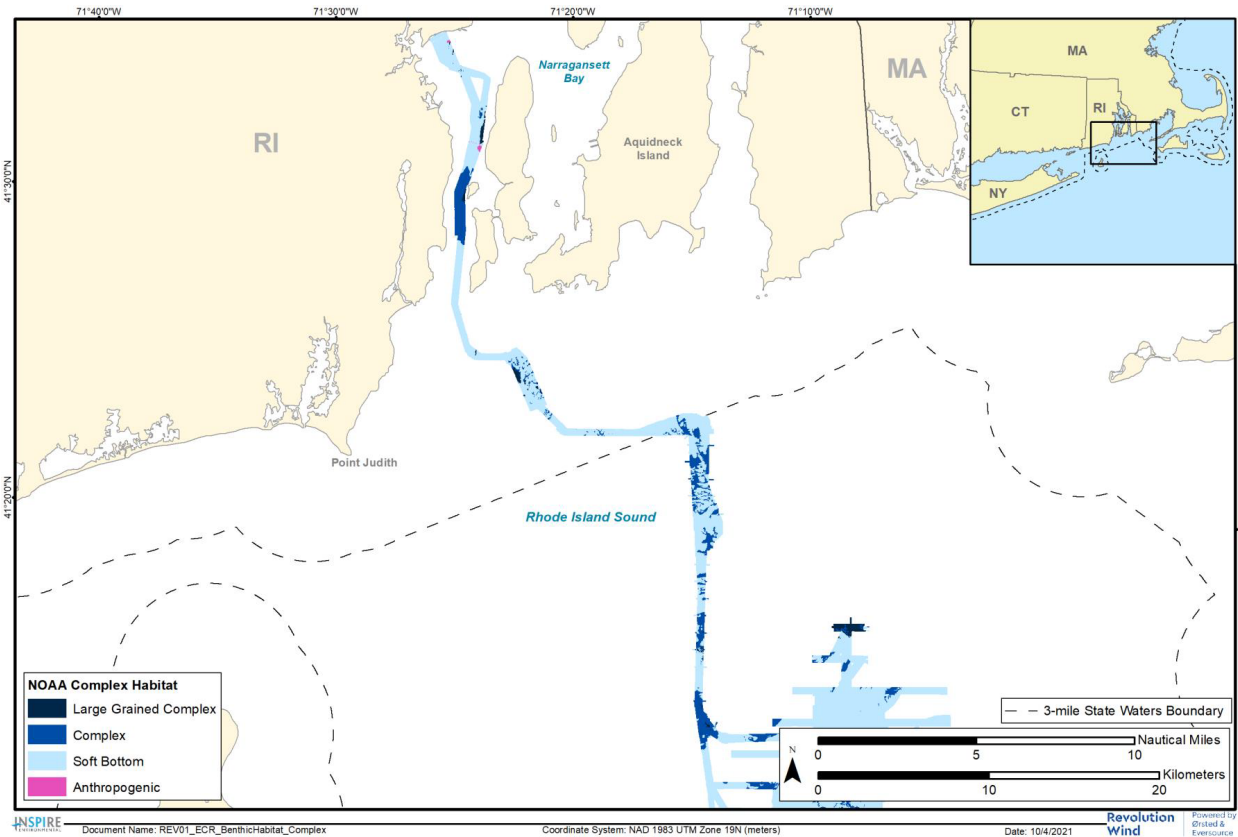 71°40'0"W
71°30'0"W
71°20'0"W
71°10'0"W
Narragansett
Bay
MA
RI
Aquidneck
Island
MA
CT
RI
NY
41°30'0"N
Point Judith
41°20'0"N
Rhode Island Sound
NOAA Complex Habitat
Large Grained Complex
Complex
Soft Bottom
Anthropogenic
3-mile State Waters Boundary
N
Nautical Miles
0 5 10
Kilometers
0 10 20
INSPIRE
ENVIRONMENTAL
Document Name: REV01_ECR_BenthicHabitat_Complex
Coordinate System: NAD 1983 UTM Zone 19N (meters)
Date: 10/4/2021
Revolution
Wind
Powered by
Ørsted &
Eversource